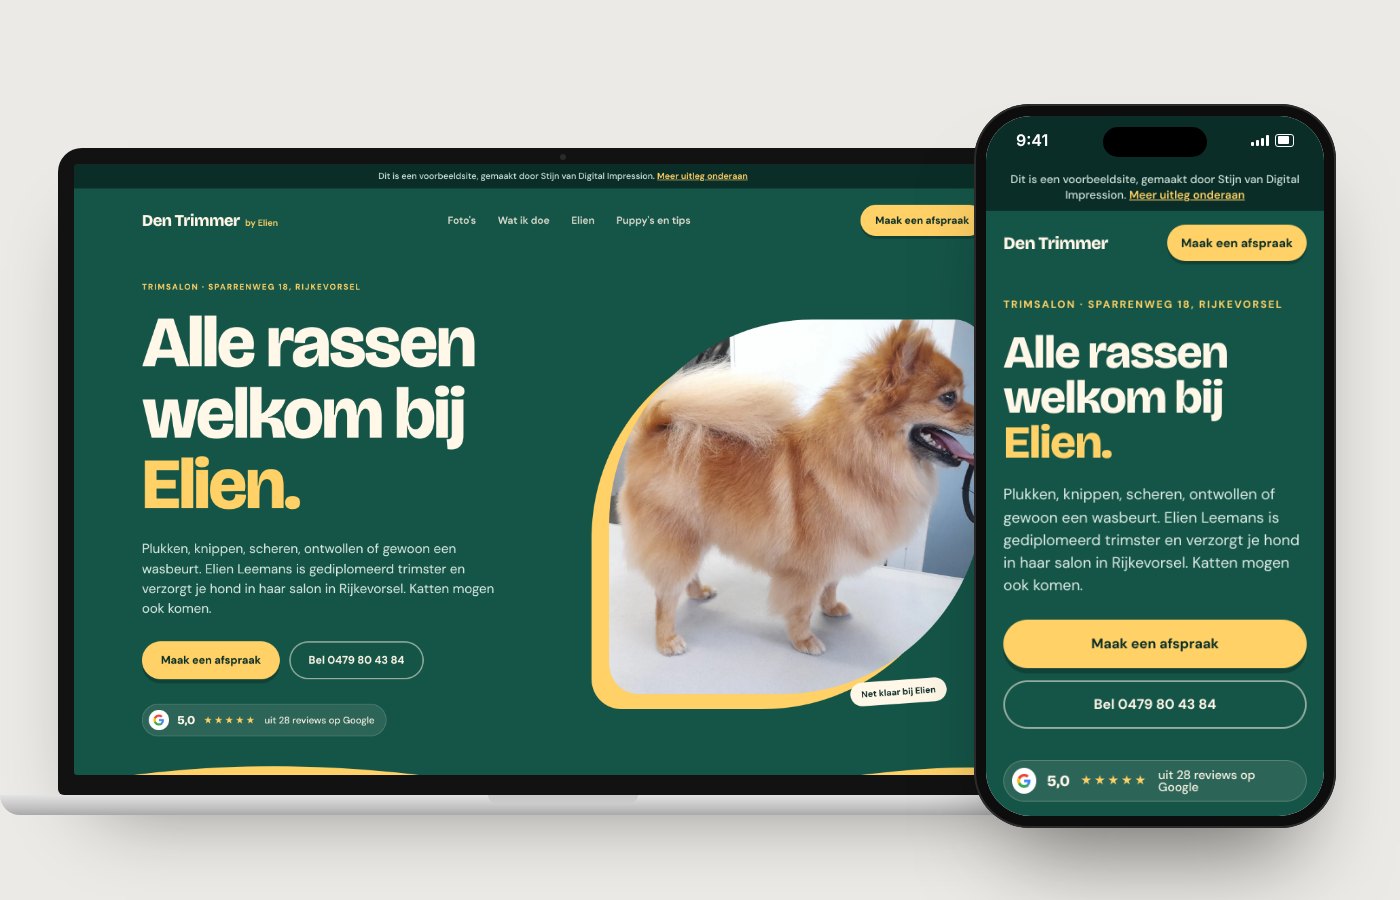 Dit is een voorbeeldsite, gemaakt door Stijn van Digital Impression. Meer uitleg onderaan
Den Trimmer by Elien
Foto's
Wat ik doe
Elien
Puppy's en tips
Maak een afspraak
TRIMSALON · SPARRENWEG 18, RIJKEVORSEL
Alle rassen
welkom bij
Elien.
Plukken, knippen, scheren, ontwollen of gewoon een
wasbeurt. Elien Leemans is gediplomeerd trimster en
verzorgt je hond in haar salon in Rijkevorsel. Katten mogen
ook komen.
Maak een afspraak
Bel 0479 80 43 84
G 5,0 ★★★★★ uit 28 reviews op Google
Net klaar bij Elien
9:41
Dit is een voorbeeldsite, gemaakt door Stijn van Digital
Impression. Meer uitleg onderaan
Den Trimmer
Maak een afspraak
TRIMSALON · SPARRENWEG 18, RIJKEVORSEL
Alle rassen
welkom bij
Elien.
Plukken, knippen, scheren, ontwollen of
gewoon een wasbeurt. Elien Leemans is
gediplomeerd trimster en verzorgt je hond
in haar salon in Rijkevorsel. Katten mogen
ook komen.
Maak een afspraak
Bel 0479 80 43 84
G 5,0 ★★★★★ uit 28 reviews op
Google